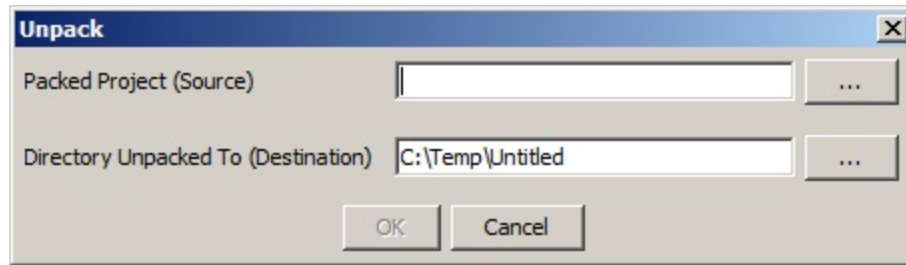 Unpack
Packed Project (Source)
...
Directory Unpacked To (Destination)
C:\Temp\Untitled
...
OK
Cancel